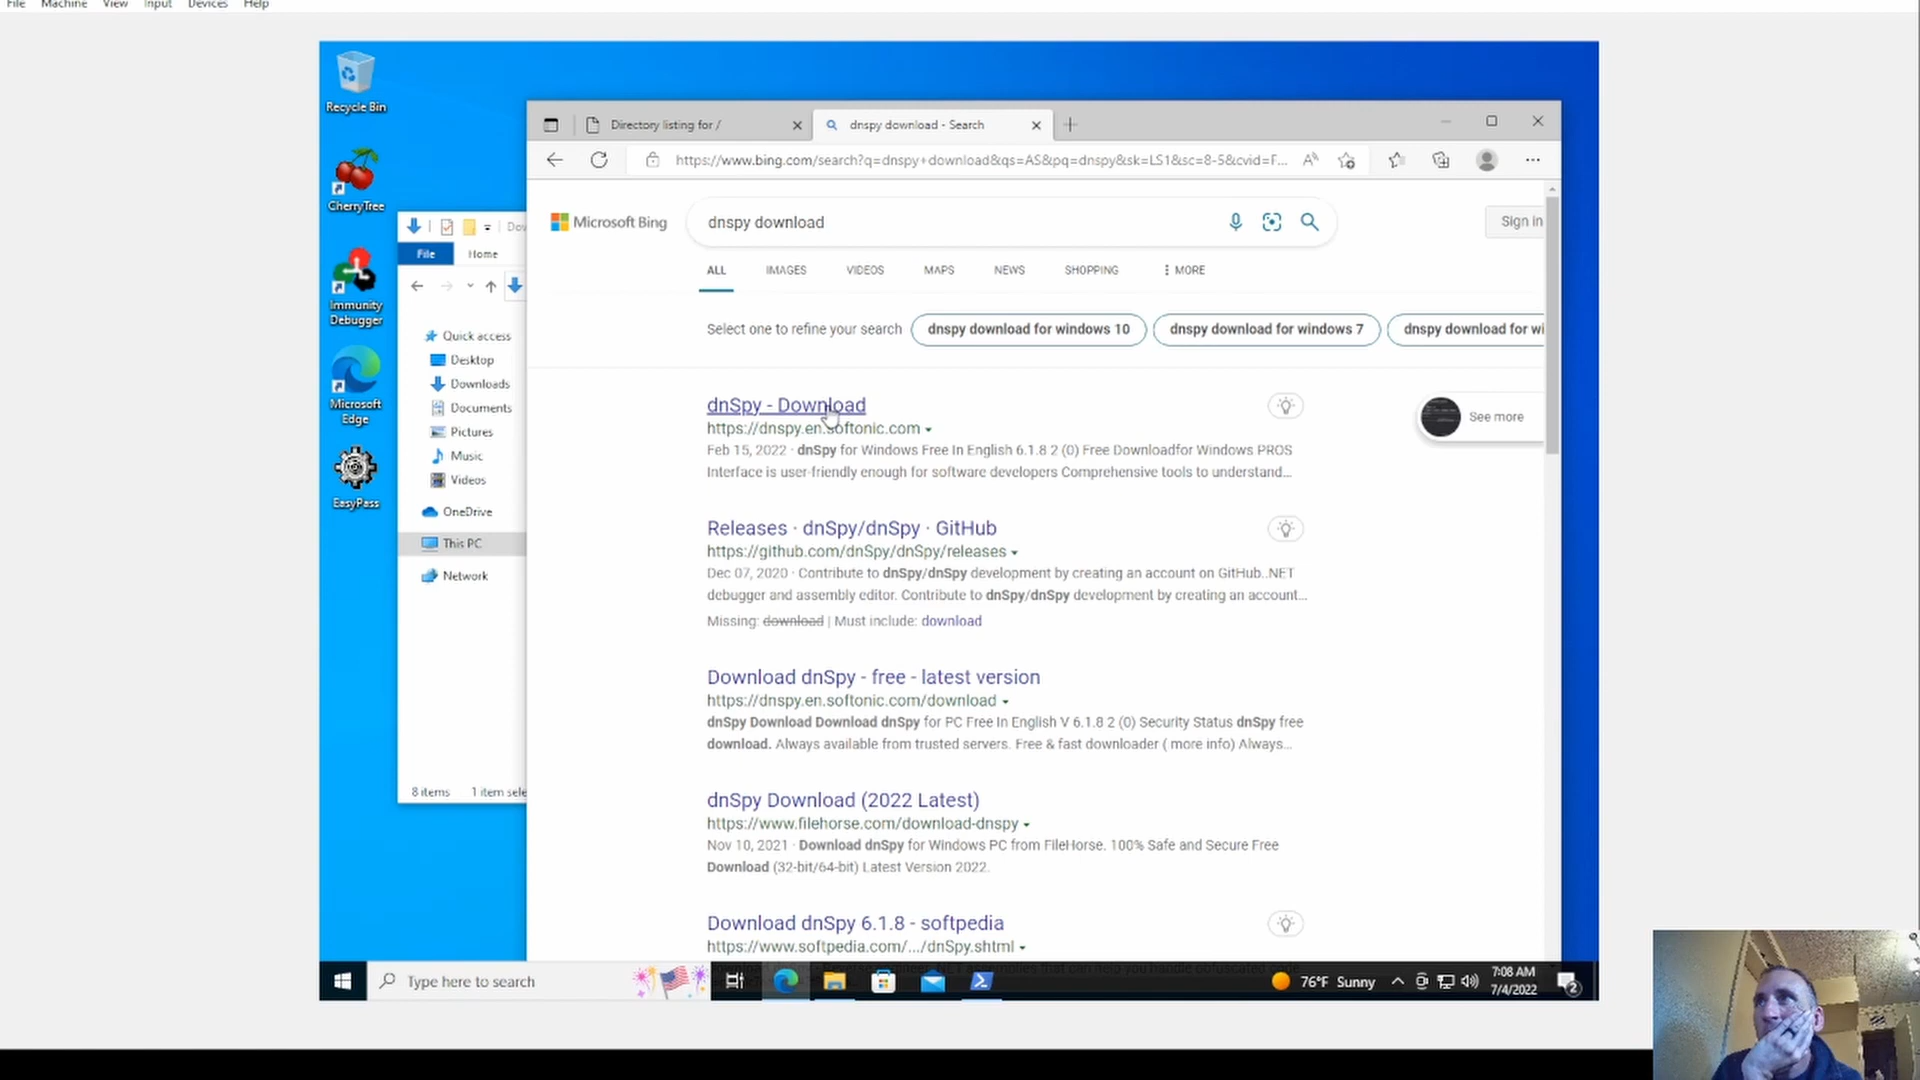 File Machine View Input Devices Help
Recycle Bin
CherryTree
Immunity
Debugger
Microsoft
Edge
EasyPass
File Home
Quick access
Desktop
Downloads
Documents
Pictures
Music
Videos
OneDrive
This PC
Network
8 items 1 item sele
Directory listing for /
dnspy download - Search
https://www.bing.com/search?q=dnspy+download&qs=AS&pq=dnspy&sk=LS1&sc=8-5&cvid=F...
Microsoft Bing
dnspy download
Sign in
ALL IMAGES VIDEOS MAPS NEWS SHOPPING MORE
Select one to refine your search dnspy download for windows 10 dnspy download for windows 7 dnspy download for wi
dnSpy - Download
https://dnspy.en.softonic.com
Feb 15, 2022 · dnSpy for Windows Free In English 6.1.8 2 (0) Free Downloadfor Windows PROS
Interface is user-friendly enough for software developers Comprehensive tools to understand...
See more
Releases · dnSpy/dnSpy · GitHub
https://github.com/dnSpy/dnSpy/releases
Dec 07, 2020 · Contribute to dnSpy/dnSpy development by creating an account on GitHub..NET
debugger and assembly editor. Contribute to dnSpy/dnSpy development by creating an account...
Missing: download | Must include: download
Download dnSpy - free - latest version
https://dnspy.en.softonic.com/download
dnSpy Download Download dnSpy for PC Free In English V 6.1.8 2 (0) Security Status dnSpy free
download. Always available from trusted servers. Free & fast downloader ( more info) Always...
dnSpy Download (2022 Latest)
https://www.filehorse.com/download-dnspy
Nov 10, 2021 · Download dnSpy for Windows PC from FileHorse. 100% Safe and Secure Free
Download (32-bit/64-bit) Latest Version 2022.
Download dnSpy 6.1.8 - softpedia
https://www.softpedia.com/.../dnSpy.shtml
Type here to search
76°F Sunny
7:08 AM
7/4/2022
2